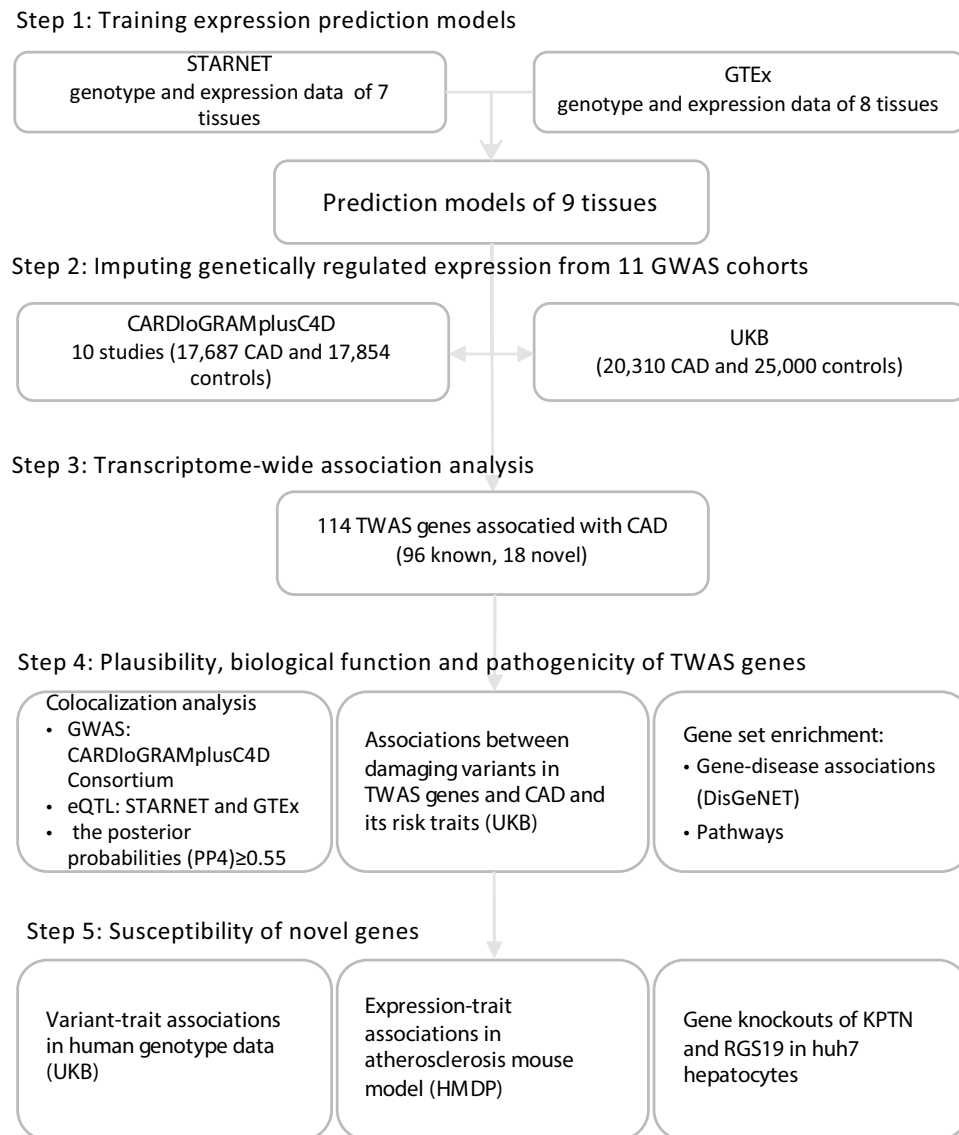 Step 1: Training expression prediction models
STARNET
genotype and expression data of 7
tissues
GTEx
genotype and expression data of 8 tissues
Prediction models of 9 tissues
Step 2: Imputing genetically regulated expression from 11 GWAS cohorts
CARDIoGRAMplusC4D
10 studies (17,687 CAD and 17,854
controls)
UKB
(20,310 CAD and 25,000 controls)
Step 3: Transcriptome-wide association analysis
114 TWAS genes assocatied with CAD
(96 known, 18 novel)
Step 4: Plausibility, biological function and pathogenicity of TWAS genes
Colocalization analysis
• GWAS:
CARDIoGRAMplusC4D
Consortium
• eQTL: STARNET and GTEx
• the posterior
probabilities (PP4)≥0.55
Associations between
damaging variants in
TWAS genes and CAD and
its risk traits (UKB)
Gene set enrichment:
• Gene-disease associations
(DisGeNET)
• Pathways
Step 5: Susceptibility of novel genes
Variant-trait associations
in human genotype data
(UKB)
Expression-trait
associations in
atherosclerosis mouse
model (HMDP)
Gene knockouts of KPTN
and RGS19 in huh7
hepatocytes